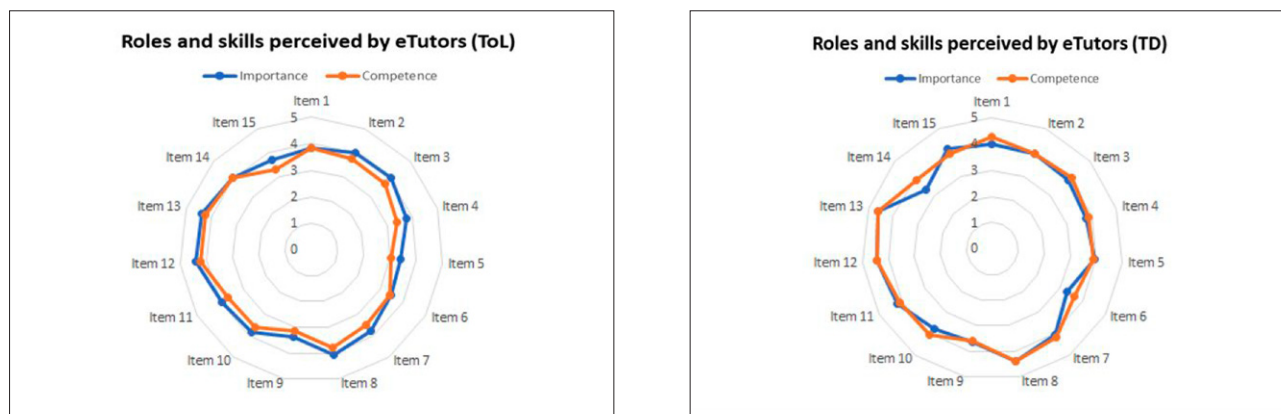 Roles and skills perceived by eTutors (ToL)
Importance Competence
Item 1
Item 2
Item 3
Item 4
Item 5
Item 6
Item 7
Item 8
Item 9
Item 10
Item 11
Item 12
Item 13
Item 14
Item 15
5
4
3
2
1
0
Roles and skills perceived by eTutors (TD)
Importance Competence
Item 1
Item 2
Item 3
Item 4
Item 5
Item 6
Item 7
Item 8
Item 9
Item 10
Item 11
Item 12
Item 13
Item 14
Item 15
5
4
3
2
1
0